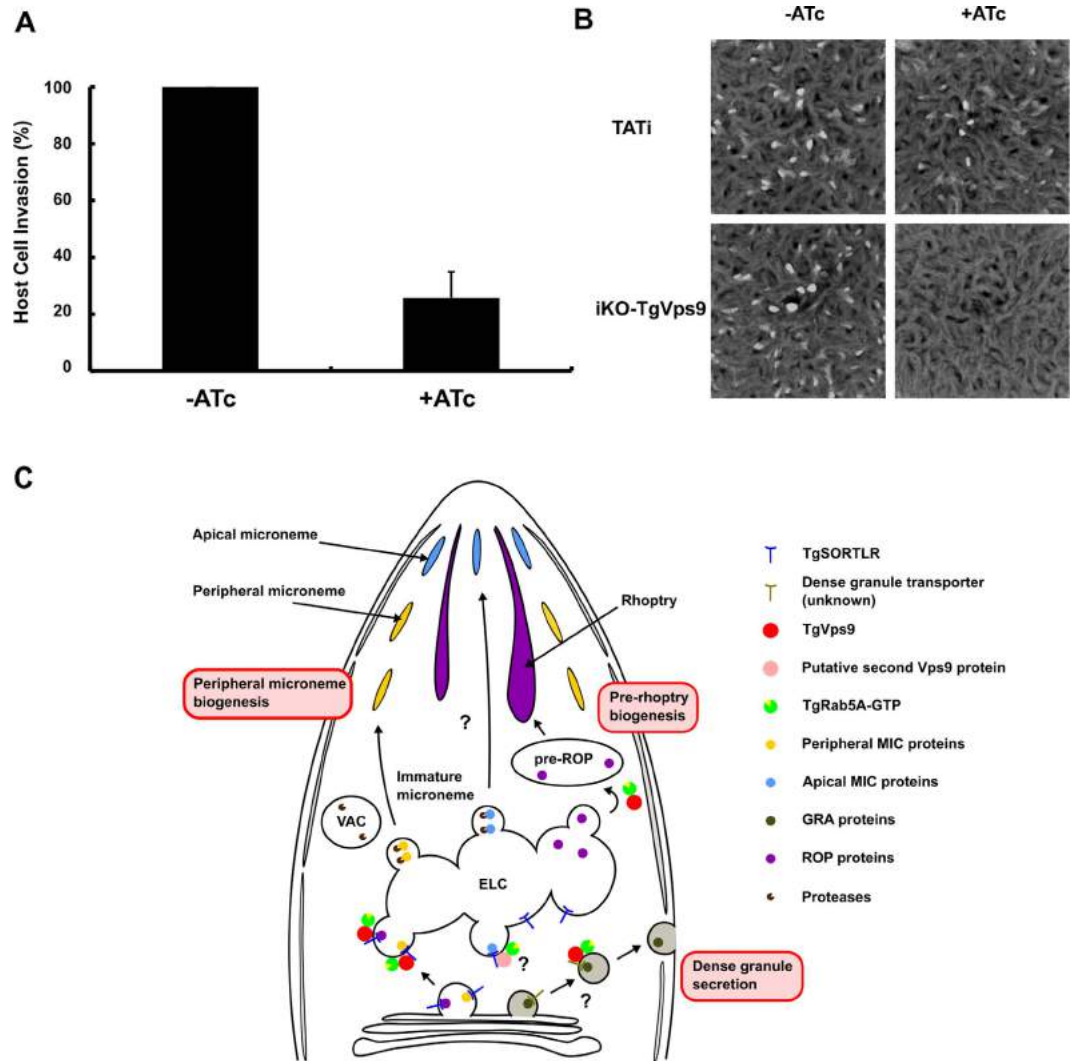 A
Host Cell Invasion (%)
100
80
60
40
20
0
-ATc
+ATc
B
-ATc
+ATc
TATi
iKO-TgVps9
C
Apical microneme
Peripheral microneme
Rhoptry
Peripheral microneme
biogenesis
Pre-rhoptry
biogenesis
?
pre-ROP
Immature
microneme
VAC
ELC
?
?
Dense granule
secretion
TgSORTLR
Dense granule transporter
(unknown)
TgVps9
Putative second Vps9 protein
TgRab5A-GTP
Peripheral MIC proteins
Apical MIC proteins
GRA proteins
ROP proteins
Proteases